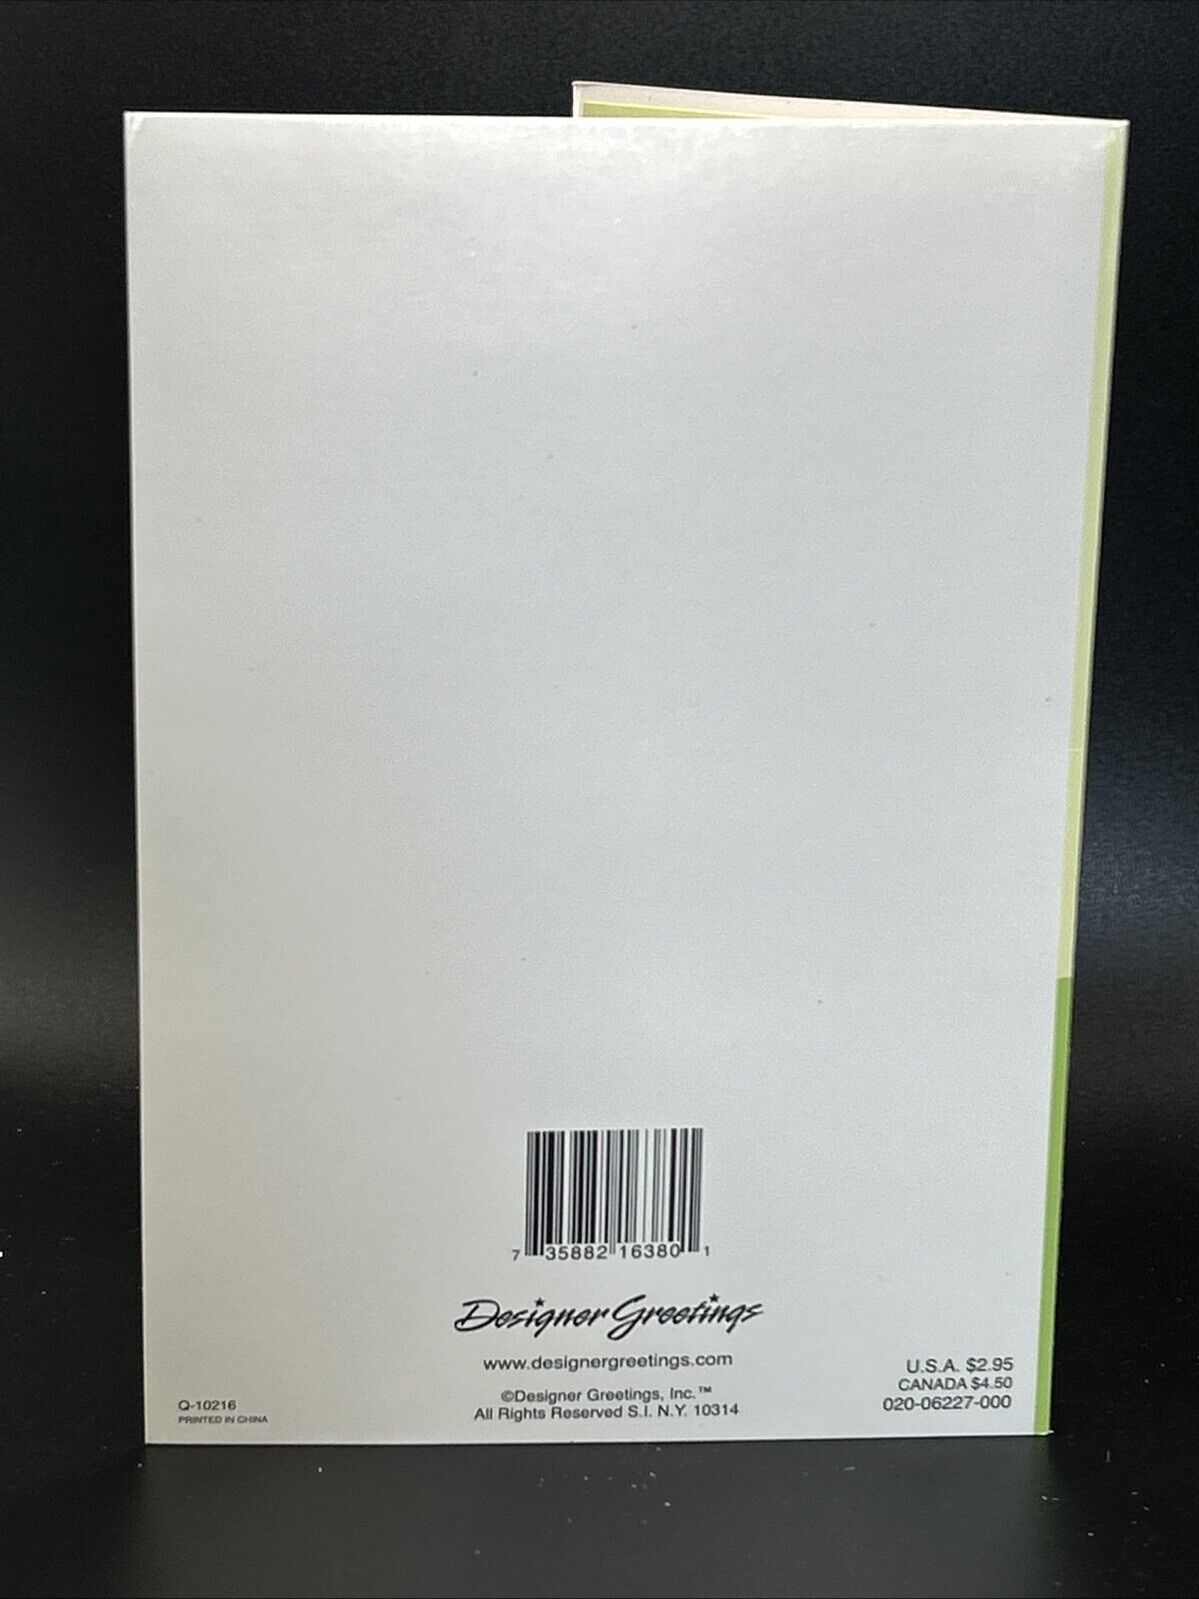 7 35882 16380 1
Designer Greetings
www.designergreetings.com
©Designer Greetings, Inc.™
All Rights Reserved S.I. N.Y. 10314
Q-10216
PRINTED IN CHINA
U.S.A. $2.95
CANADA $4.50
020-06227-000